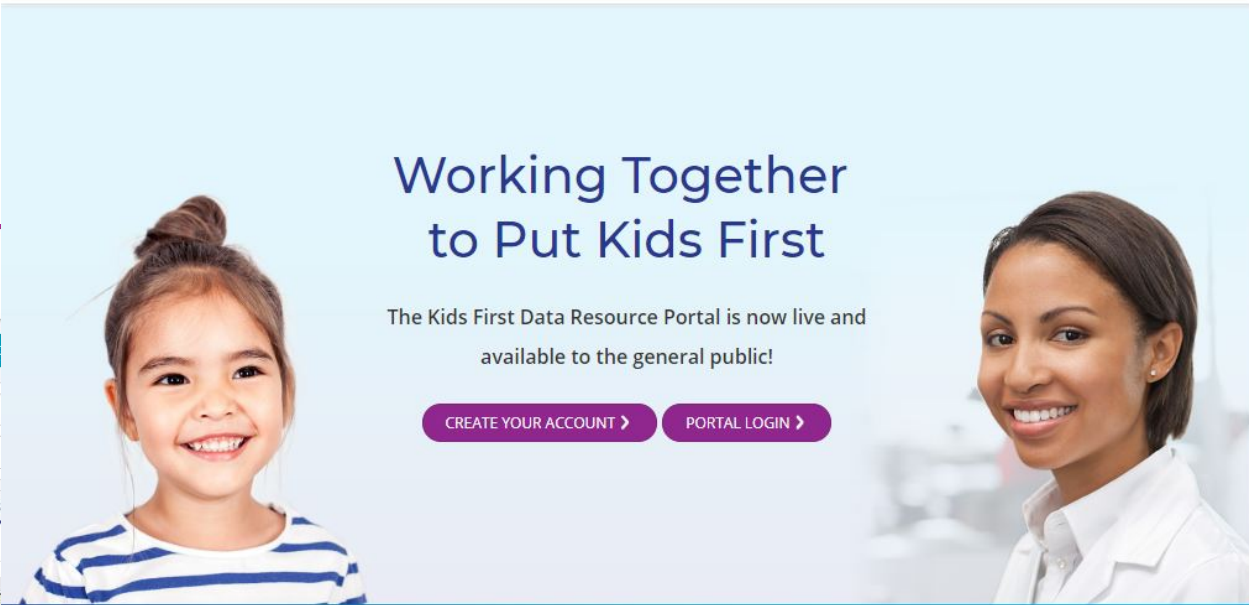 Working Together
to Put Kids First
The Kids First Data Resource Portal is now live and
available to the general public!
CREATE YOUR ACCOUNT ❯
PORTAL LOGIN ❯